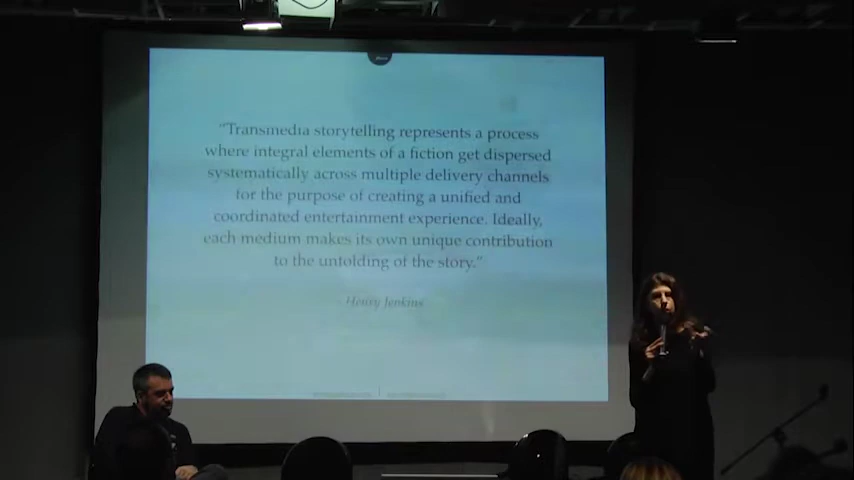 "Transmedia storytelling represents a process
where integral elements of a fiction get dispersed
systematically across multiple delivery channels
for the purpose of creating a unified and
coordinated entertainment experience. Ideally,
each medium makes its own unique contribution
to the unfolding of the story."
- Henry Jenkins